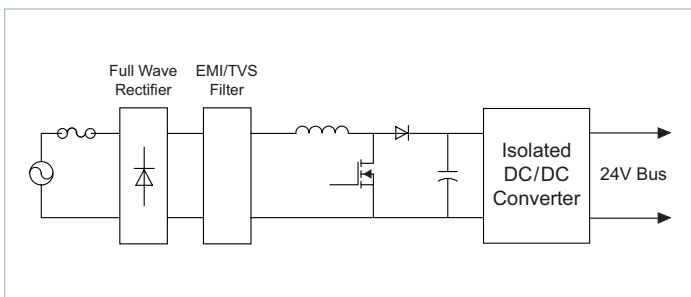 Full Wave
Rectifier
EMI/TVS
Filter
Isolated
DC/DC
Converter
24V Bus